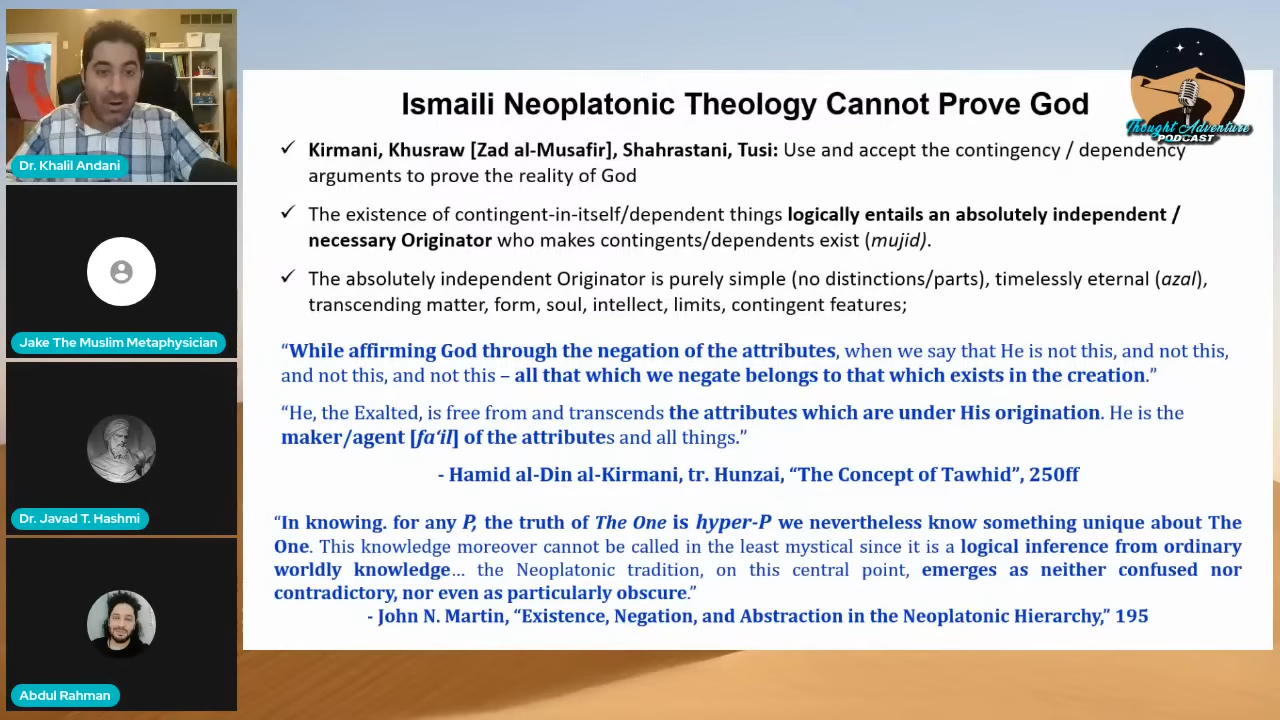 Ismaili Neoplatonic Theology Cannot Prove God
Thought Adventure
PODCAST
✓ Kirmani, Khusraw [Zad al-Musafir], Shahrastani, Tusi: Use and accept the contingency / dependency
arguments to prove the reality of God
✓ The existence of contingent-in-itself/dependent things logically entails an absolutely independent /
necessary Originator who makes contingents/dependents exist (mujid).
✓ The absolutely independent Originator is purely simple (no distinctions/parts), timelessly eternal (azal),
transcending matter, form, soul, intellect, limits, contingent features;
“While affirming God through the negation of the attributes, when we say that He is not this, and not this,
and not this, and not this – all that which we negate belongs to that which exists in the creation.”
“He, the Exalted, is free from and transcends the attributes which are under His origination. He is the
maker/agent [fa‘il] of the attributes and all things.”
- Hamid al-Din al-Kirmani, tr. Hunzai, “The Concept of Tawhid”, 250ff
“In knowing. for any P, the truth of The One is hyper-P we nevertheless know something unique about The
One. This knowledge moreover cannot be called in the least mystical since it is a logical inference from ordinary
worldly knowledge… the Neoplatonic tradition, on this central point, emerges as neither confused nor
contradictory, nor even as particularly obscure.”
- John N. Martin, “Existence, Negation, and Abstraction in the Neoplatonic Hierarchy,” 195
Dr. Khalil Andani
Jake The Muslim Metaphysician
Dr. Javad T. Hashmi
Abdul Rahman